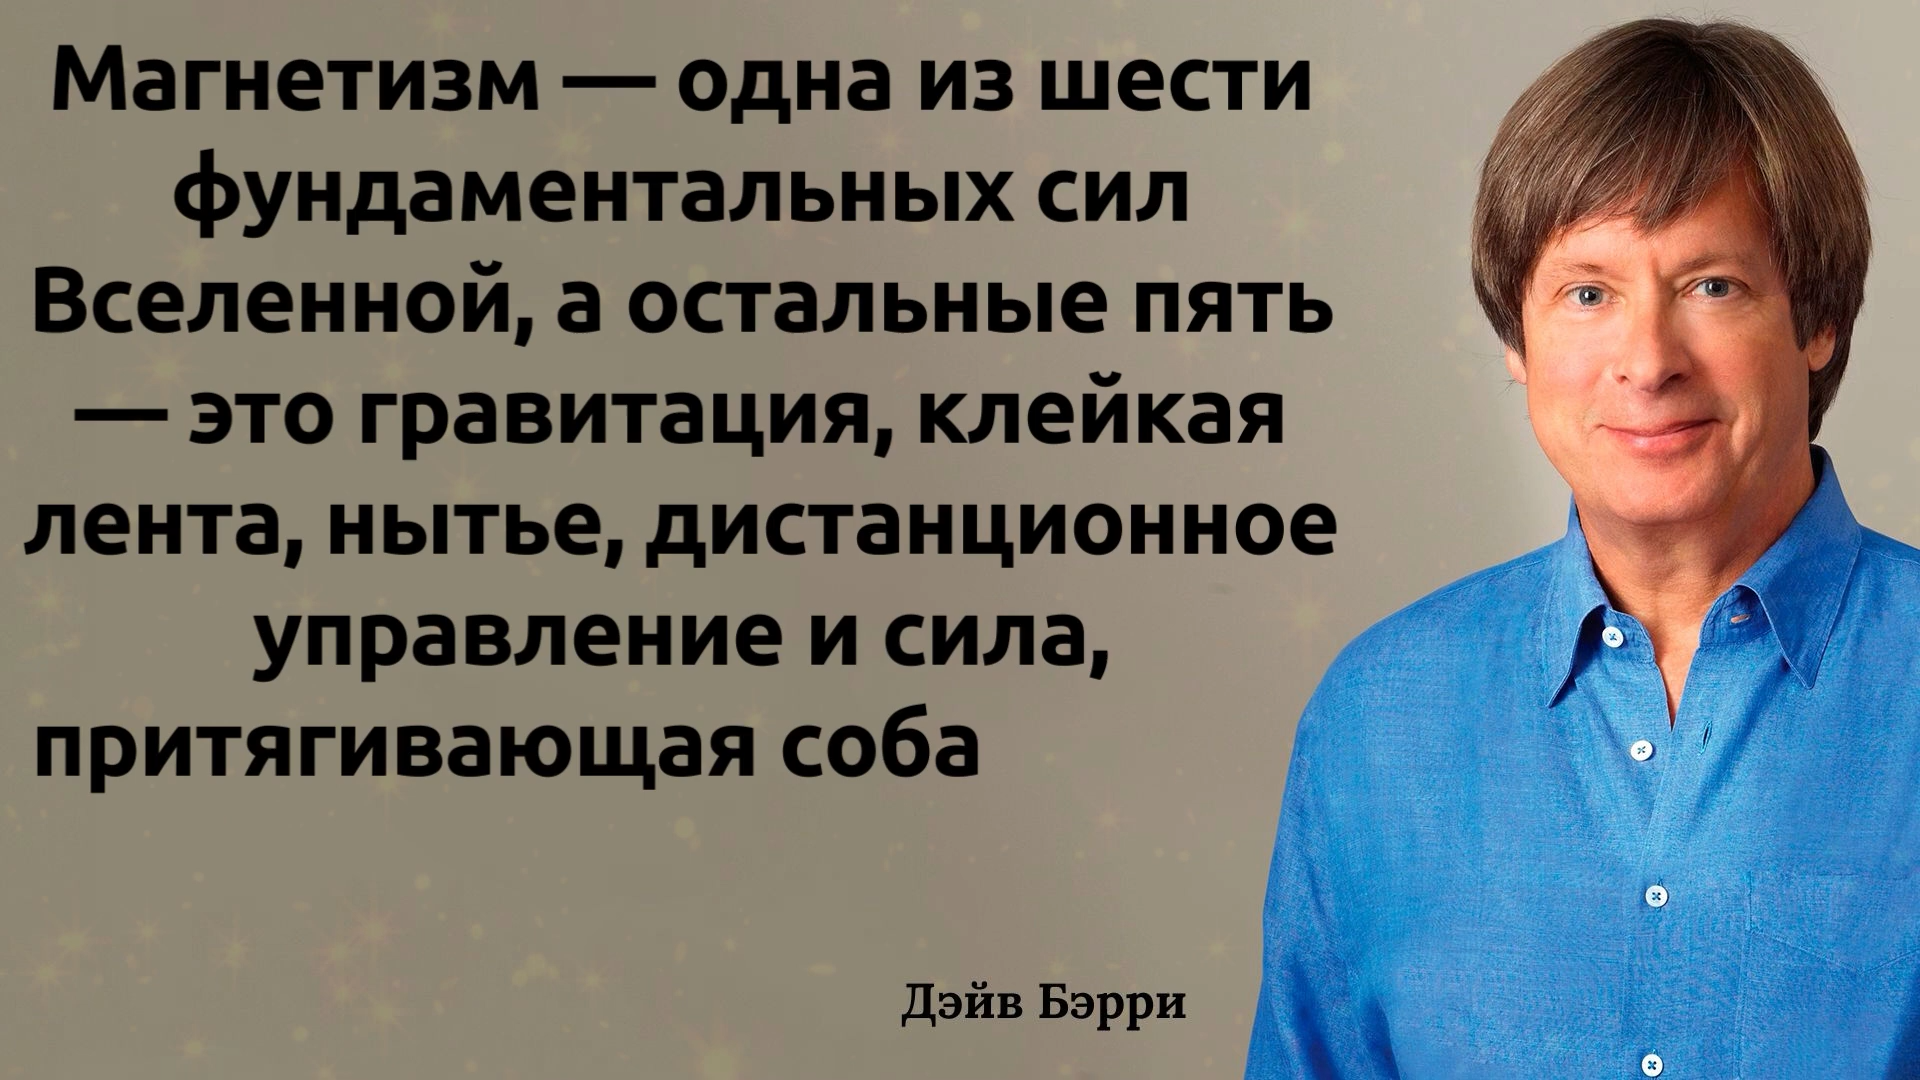 Магнетизм — одна из шести
фундаментальных сил
Вселенной, а остальные пять
— это гравитация, клейкая
лента, нытье, дистанционное
управление и сила,
притягивающая соба
Дэйв Бэрри